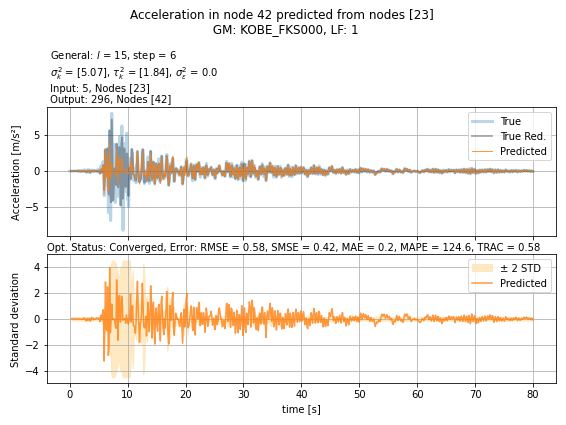 Acceleration in node 42 predicted from nodes [23]
GM: KOBE_FKS000, LF: 1
General: l = 15, step = 6
σ²ₖ = [5.07], τ²ₖ = [1.84], σ²_ε = 0.0
Input: 5, Nodes [23]
Output: 296, Nodes [42]
True
True Red.
Predicted
5
0
−5
Acceleration [m/s²]
Opt. Status: Converged, Error: RMSE = 0.58, SMSE = 0.42, MAE = 0.2, MAPE = 124.6, TRAC = 0.58
± 2 STD
Predicted
4
2
0
−2
−4
Standard deviation
0 10 20 30 40 50 60 70 80
time [s]